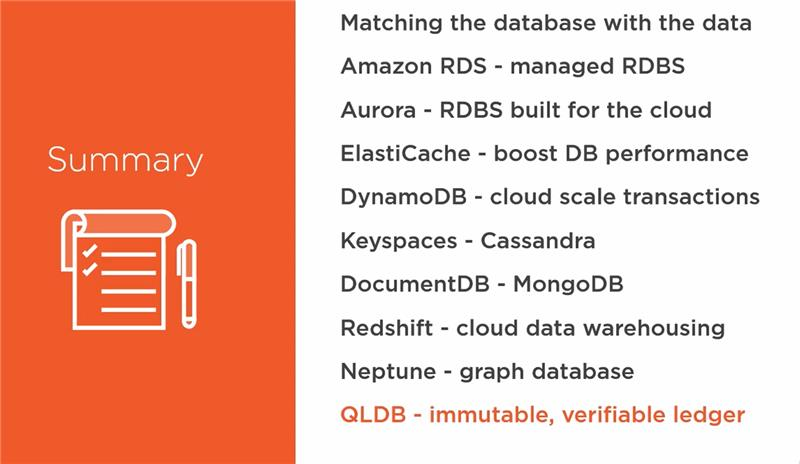 Summary
Matching the database with the data
Amazon RDS - managed RDBS
Aurora - RDBS built for the cloud
ElastiCache - boost DB performance
DynamoDB - cloud scale transactions
Keyspaces - Cassandra
DocumentDB - MongoDB
Redshift - cloud data warehousing
Neptune - graph database
QLDB - immutable, verifiable ledger